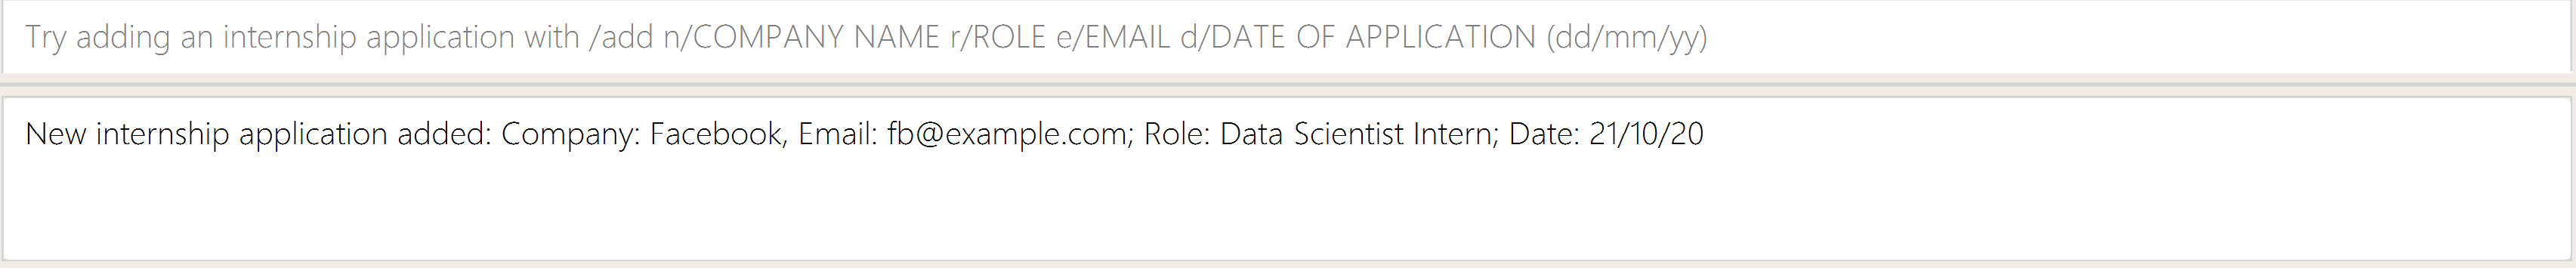 Try adding an internship application with /add n/COMPANY NAME r/ROLE e/EMAIL d/DATE OF APPLICATION (dd/mm/yy)
New internship application added: Company: Facebook, Email: fb@example.com; Role: Data Scientist Intern; Date: 21/10/20